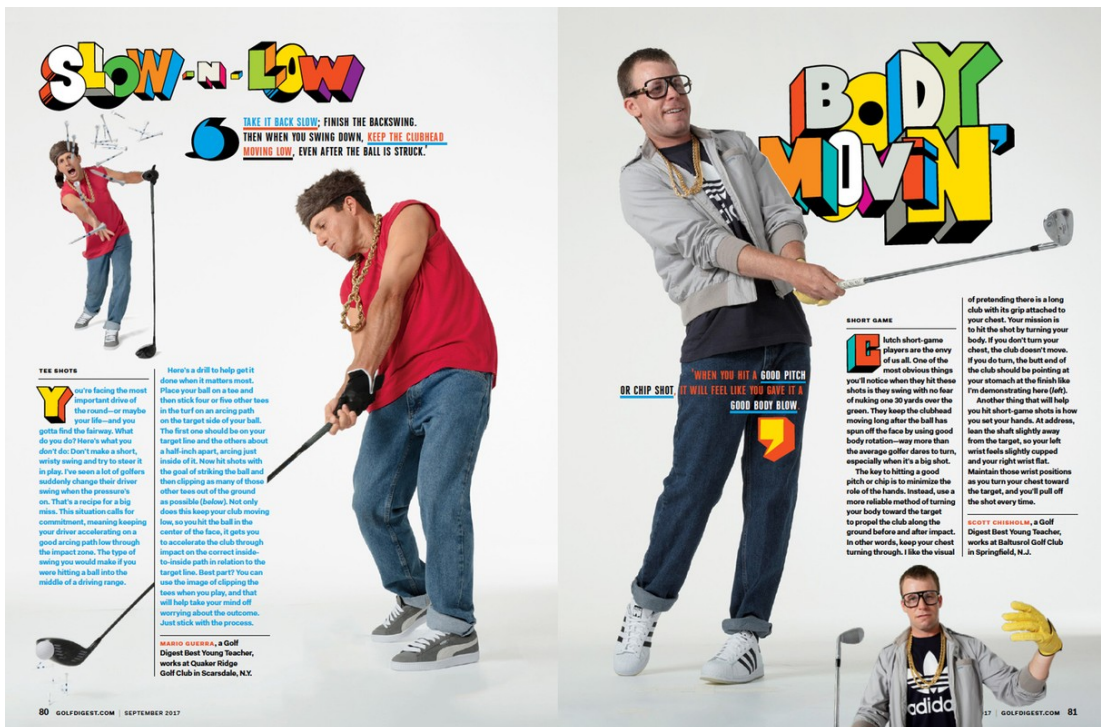 SLOW-N-LOW
‘
TAKE IT BACK SLOW; FINISH THE BACKSWING.
THEN WHEN YOU SWING DOWN, KEEP THE CLUBHEAD
MOVING LOW, EVEN AFTER THE BALL IS STRUCK.’
TEE SHOTS
You’re facing the most
important drive of
the round—or maybe
your life—and you
gotta find the fairway. What
do you do? Here’s what you
don’t do: Don’t make a short,
wristy swing and try to steer it
in play. I’ve seen a lot of golfers
suddenly change their driver
swing when the pressure’s
on. That’s a recipe for a big
miss. This situation calls for
commitment, meaning keeping
your driver accelerating on a
good arcing path low through
the impact zone. The type of
swing you would make if you
were hitting a ball into the
middle of a driving range.
Here’s a drill to help get it
done when it matters most.
Place your ball on a tee and
then stick four or five other tees
in the turf on an arcing path
on the target side of your ball.
The first one should be on your
target line and the others about
a half-inch apart, arcing just
inside of it. Now hit shots with
the goal of striking the ball and
then clipping as many of those
other tees out of the ground
as possible (below). Not only
does this keep your club moving
low, so you hit the ball in the
center of the face, it gets you
to accelerate the club through
impact on the correct inside-
to-inside path in relation to the
target line. Best part? You can
use the image of clipping the
tees when you play, and that
will help take your mind off
worrying about the outcome.
Just stick with the process.
MARIO GUERRA, a Golf
Digest Best Young Teacher,
works at Quaker Ridge
Golf Club in Scarsdale, N.Y.
80 GOLFDIGEST.COM | SEPTEMBER 2017
BODY
MOVIN’
adidas
‘WHEN YOU HIT A GOOD PITCH
OR CHIP SHOT, IT WILL FEEL LIKE YOU GAVE IT A
GOOD BODY BLOW.
’
SHORT GAME
Clutch short-game
players are the envy
of us all. One of the
most obvious things
you’ll notice when they hit these
shots is they swing with no fear
of nuking one 30 yards over the
green. They keep the clubhead
moving long after the ball has
spun off the face by using good
body rotation—way more than
the average golfer dares to turn,
especially when it’s a big shot.
The key to hitting a good
pitch or chip is to minimize the
role of the hands. Instead, use a
more reliable method of turning
your body toward the target
to propel the club along the
ground before and after impact.
In other words, keep your chest
turning through. I like the visual
of pretending there is a long
club with its grip attached to
your chest. Your mission is
to hit the shot by turning your
body. If you don’t turn your
chest, the club doesn’t move.
If you do turn, the butt end of
the club should be pointing at
your stomach at the finish like
I’m demonstrating here (left).
Another thing that will help
you hit short-game shots is how
you set your hands. At address,
lean the shaft slightly away
from the target, so your left
wrist feels slightly cupped
and your right wrist flat.
Maintain those wrist positions
as you turn your chest toward
the target, and you’ll pull off
the shot every time.
SCOTT CHISHOLM, a Golf
Digest Best Young Teacher,
works at Baltusrol Golf Club
in Springfield, N.J.
adidas
17 | GOLFDIGEST.COM 81